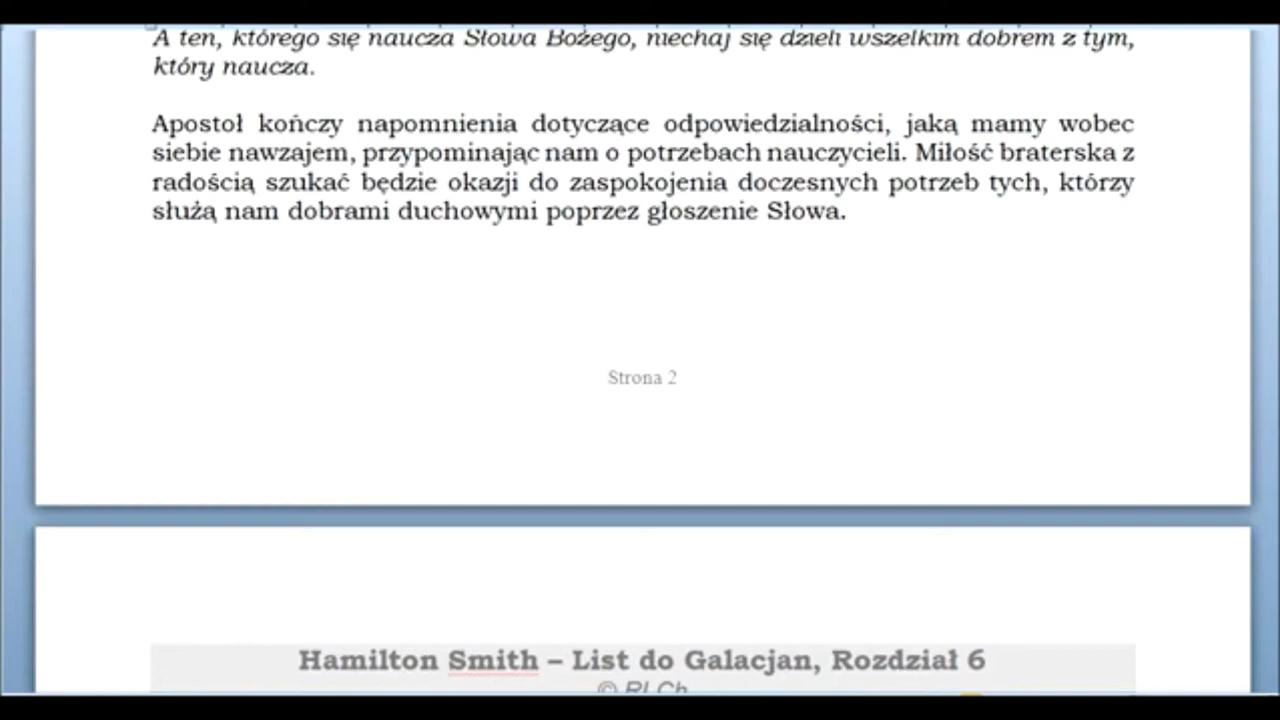 A ten, którego się naucza Słowa Bożego, niechaj się dzieli wszelkim dobrem z tym,
który naucza.
Apostoł kończy napomnienia dotyczące odpowiedzialności, jaką mamy wobec
siebie nawzajem, przypominając nam o potrzebach nauczycieli. Miłość braterska z
radością szukać będzie okazji do zaspokojenia doczesnych potrzeb tych, którzy
służą nam dobrami duchowymi poprzez głoszenie Słowa.
Strona 2
Hamilton Smith – List do Galacjan, Rozdział 6